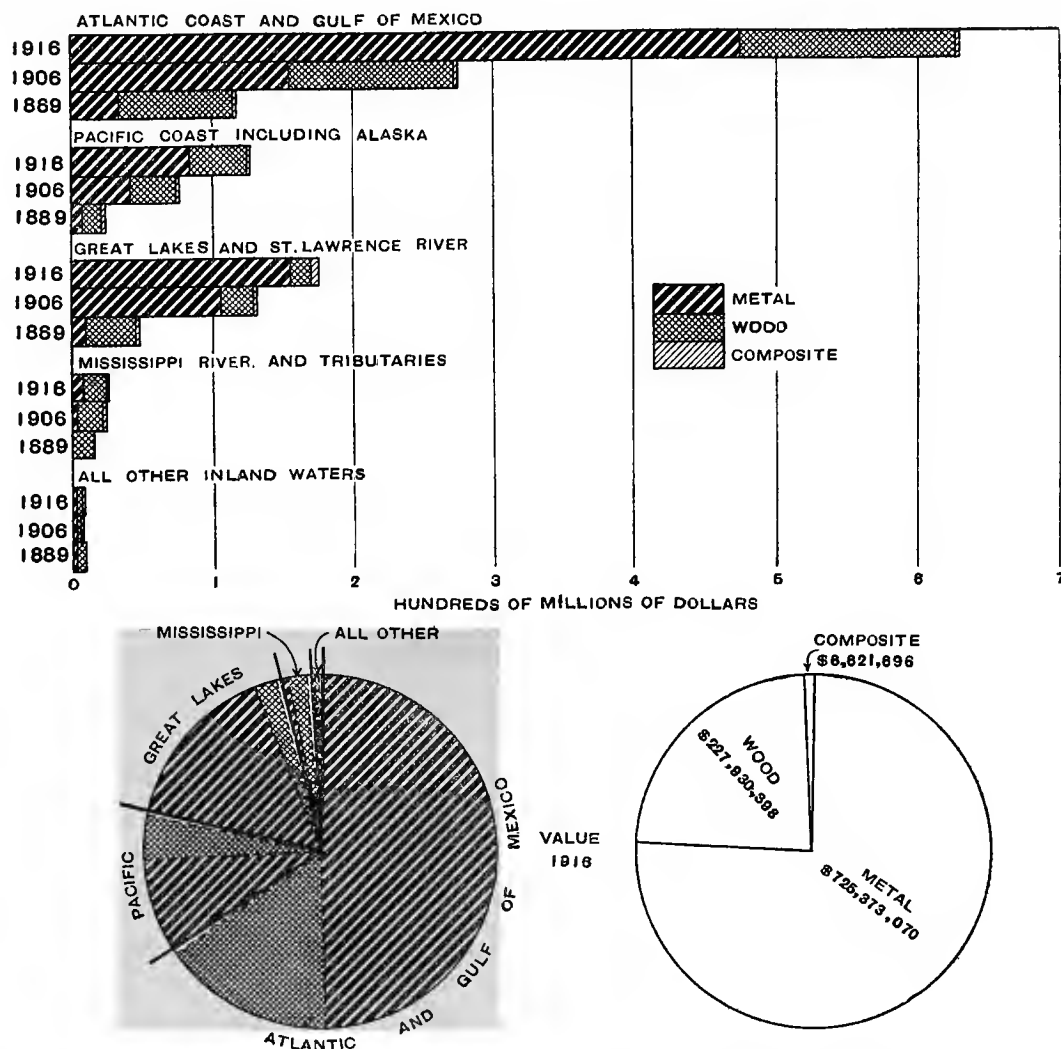 ATLANTIC COAST AND GULF OF MEXICO
1916
1906
1869
PACIFIC COAST INCLUDING ALASKA
1916
1906
1889
GREAT LAKES AND ST. LAWRENCE RIVER
1916
1906
1869
METAL
WOOD
COMPOSITE
MISSISSIPPI RIVER. AND TRIBUTARIES
1916
1906
1889
ALL OTHER INLAND WATERS
1916
1906
1889
0 1 2 3 4 5 6 7
HUNDREDS OF MILLIONS OF DOLLARS
MISSISSIPPI
ALL OTHER
GREAT LAKES
PACIFIC
ATLANTIC AND GULF OF MEXICO
VALUE
1916
COMPOSITE
$6,621,696
WOOD
$227,930,398
METAL
$725,373,070